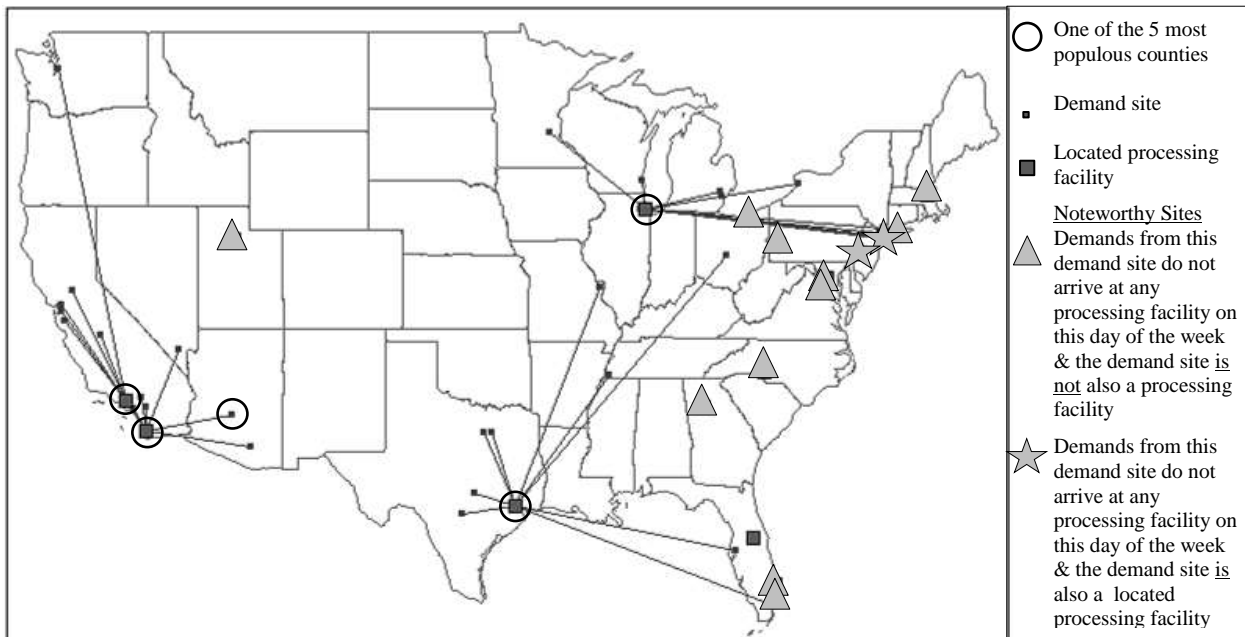 One of the 5 most
populous counties
Demand site
Located processing
facility
Noteworthy Sites
Demands from this
demand site do not
arrive at any
processing facility on
this day of the week
& the demand site is
not also a processing
facility
Demands from this
demand site do not
arrive at any
processing facility on
this day of the week
& the demand site is
also a located
processing facility